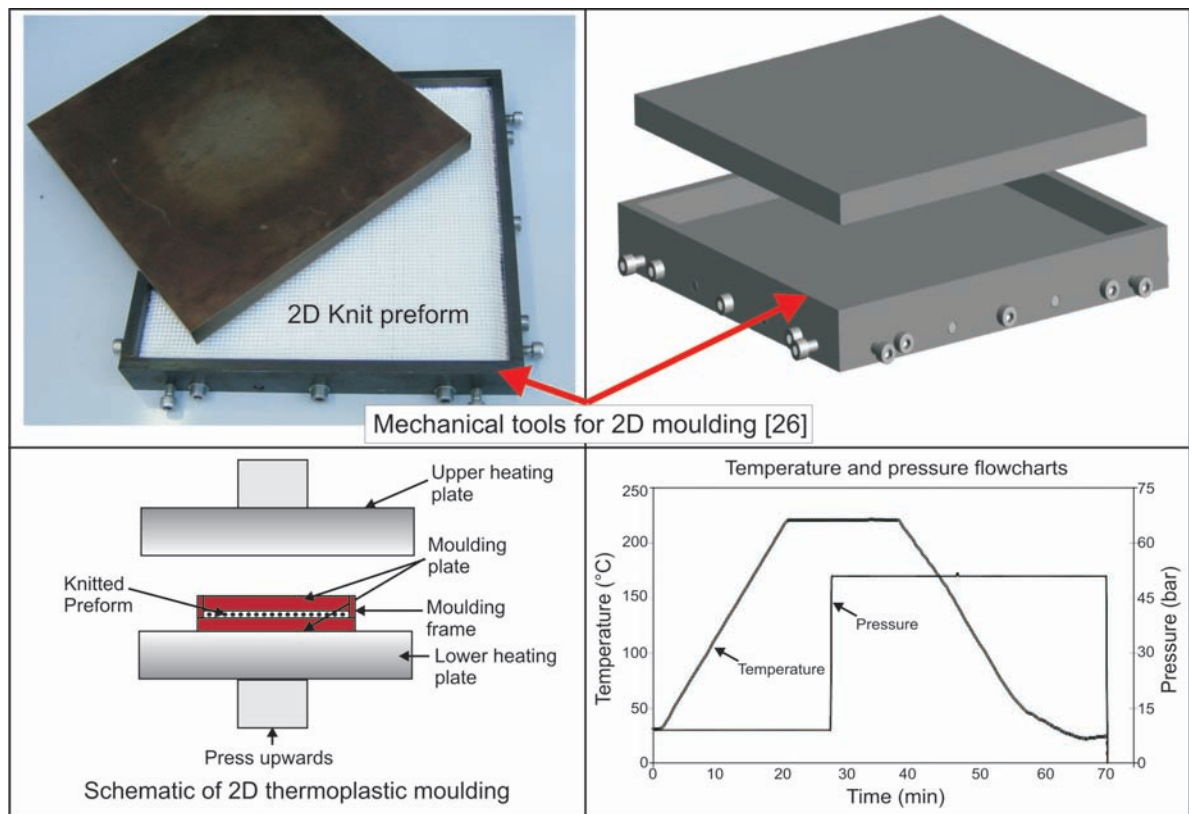 2D Knit preform
Mechanical tools for 2D moulding [26]
Upper heating
plate
Moulding
plate
Knitted
Preform
Moulding
frame
Lower heating
plate
Press upwards
Schematic of 2D thermoplastic moulding
Temperature and pressure flowcharts
Temperature (°C)
250
200
150
100
50
0
Pressure (bar)
75
60
45
30
15
0
Pressure
Temperature
0 10 20 30 40 50 60 70
Time (min)